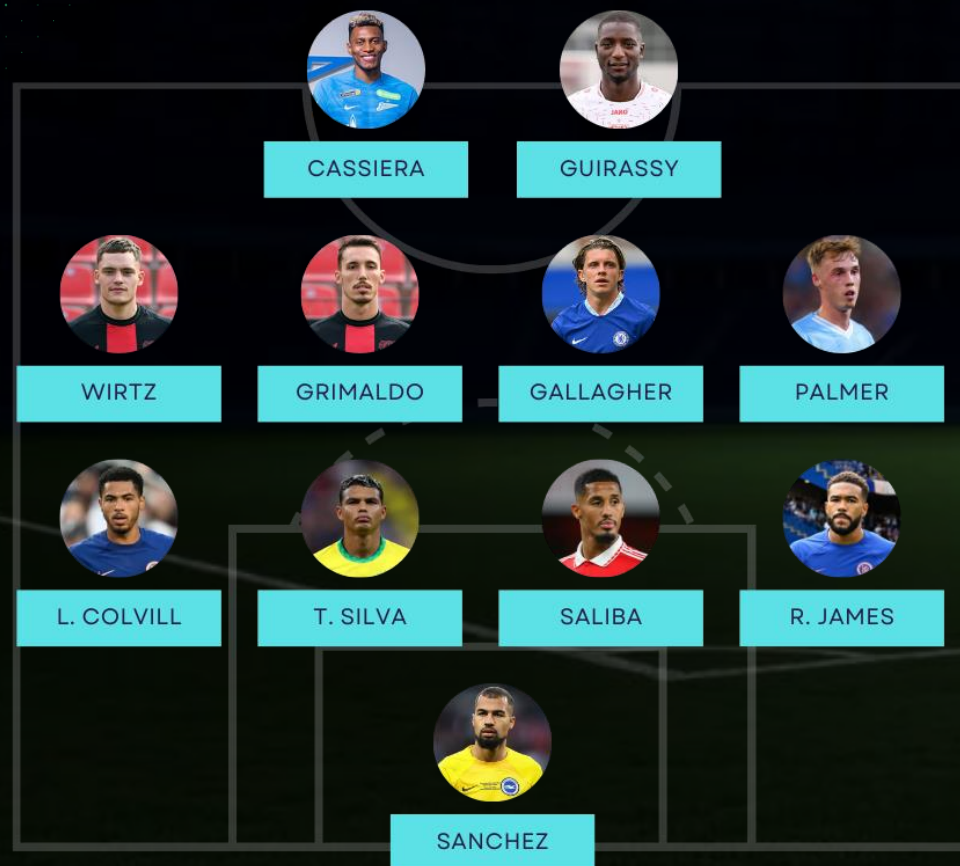 CASSIERA
GUIRASSY
WIRTZ
GRIMALDO
GALLAGHER
PALMER
L. COLVILL
T. SILVA
SALIBA
R. JAMES
SANCHEZ